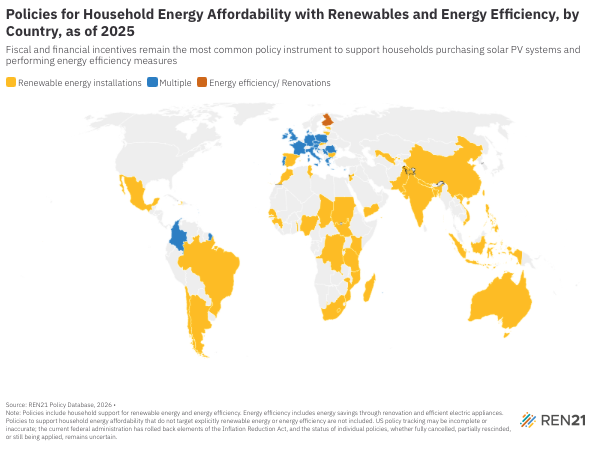 Policies for Household Energy Affordability with Renewables and Energy Efficiency, by
Country, as of 2025
Fiscal and financial incentives remain the most common policy instrument to support households purchasing solar PV systems and
performing energy efficiency measures
Renewable energy installations Multiple Energy efficiency/ Renovations
Source: REN21 Policy Database, 2026 •
Note: Policies include household support for renewable energy and energy efficiency. Energy efficiency includes energy savings through renovation and efficient electric appliances.
Policies to support household energy affordability that do not target explicitly renewable energy or energy efficiency are not included. US policy tracking may be incomplete or
inaccurate; the current federal administration has rolled back elements of the Inflation Reduction Act, and the status of individual policies, whether fully cancelled, partially rescinded,
or still being applied, remains uncertain.
REN21